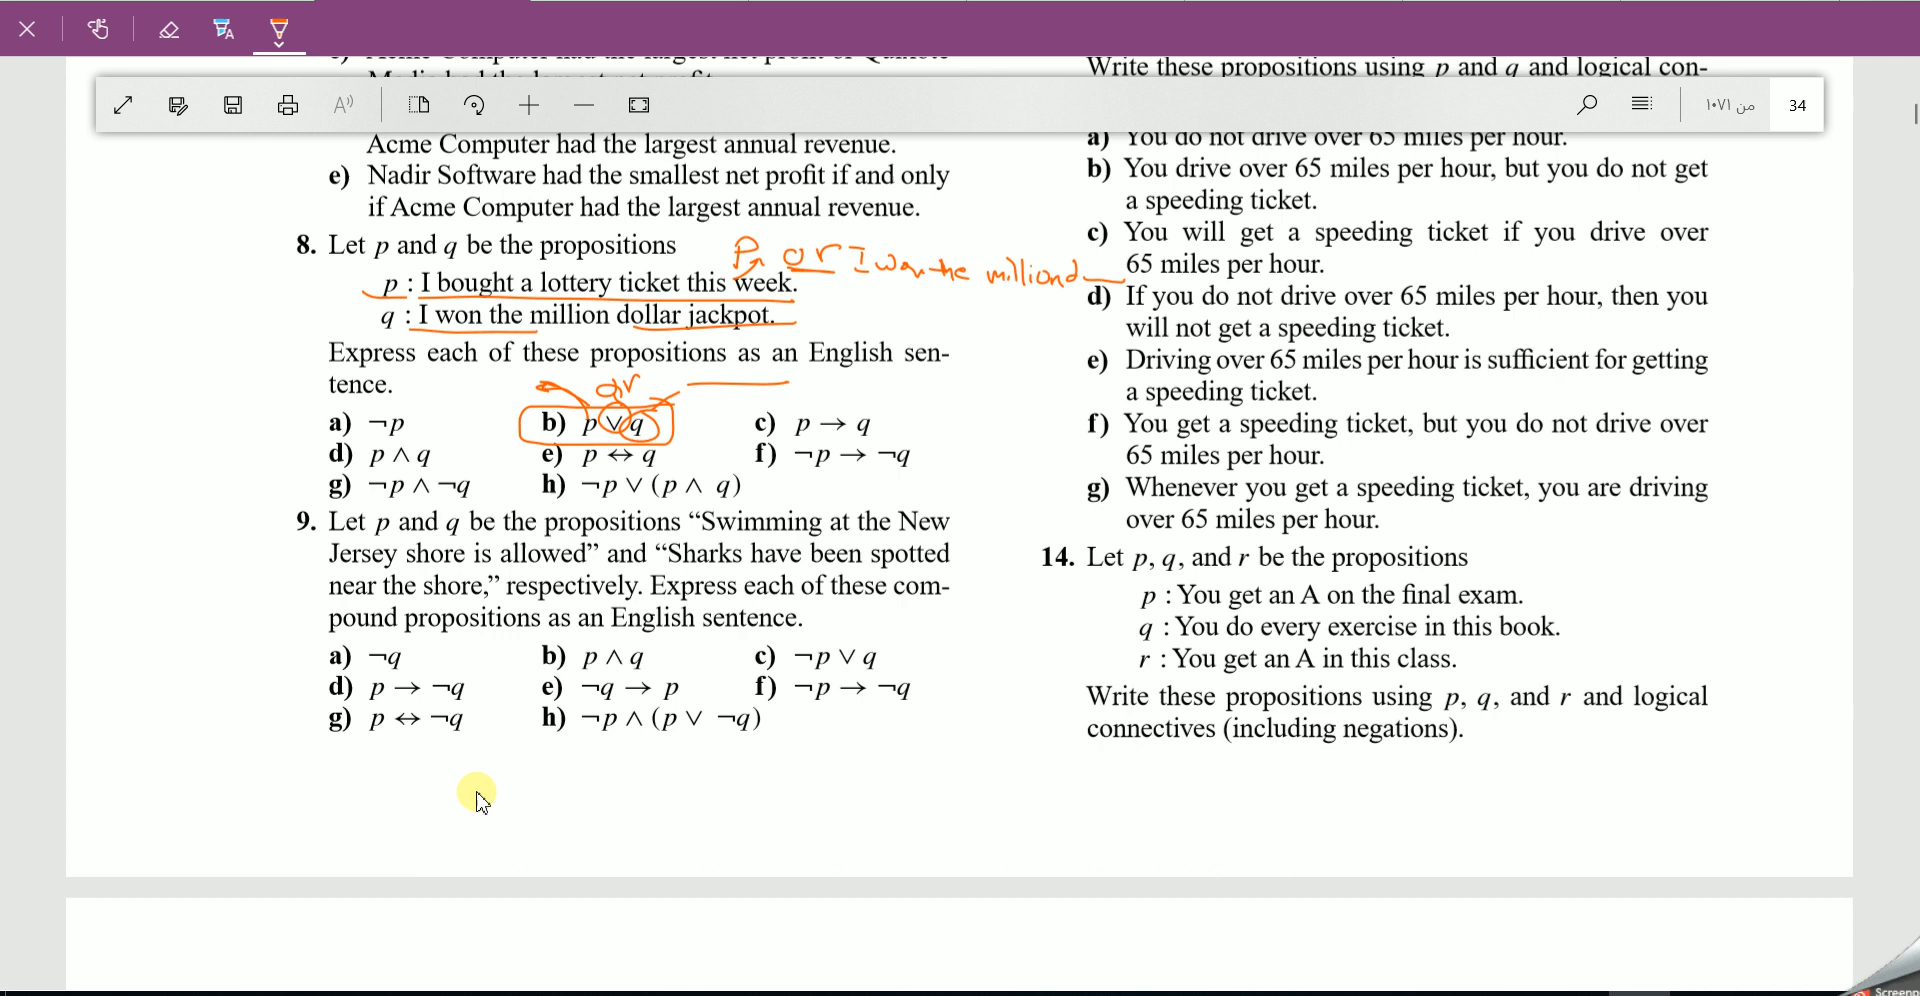 34
من ١٠٧١
Acme Computer had the largest annual revenue.
e) Nadir Software had the smallest net profit if and only
if Acme Computer had the largest annual revenue.
8. Let p and q be the propositions
P or I won the million d
p : I bought a lottery ticket this week.
q : I won the million dollar jackpot.
Express each of these propositions as an English sen-
tence.
or
a) ¬p b) p ∨ q c) p → q
d) p ∧ q e) p ↔ q f) ¬p → ¬q
g) ¬p ∧ ¬q h) ¬p ∨ (p ∧ q)
9. Let p and q be the propositions “Swimming at the New
Jersey shore is allowed” and “Sharks have been spotted
near the shore,” respectively. Express each of these com-
pound propositions as an English sentence.
a) ¬q b) p ∧ q c) ¬p ∨ q
d) p → ¬q e) ¬q → p f) ¬p → ¬q
g) p ↔ ¬q h) ¬p ∧ (p ∨ ¬q)
Write these propositions using p and q and logical con-
a) You do not drive over 65 miles per hour.
b) You drive over 65 miles per hour, but you do not get
a speeding ticket.
c) You will get a speeding ticket if you drive over
65 miles per hour.
d) If you do not drive over 65 miles per hour, then you
will not get a speeding ticket.
e) Driving over 65 miles per hour is sufficient for getting
a speeding ticket.
f) You get a speeding ticket, but you do not drive over
65 miles per hour.
g) Whenever you get a speeding ticket, you are driving
over 65 miles per hour.
14. Let p, q, and r be the propositions
p : You get an A on the final exam.
q : You do every exercise in this book.
r : You get an A in this class.
Write these propositions using p, q, and r and logical
connectives (including negations).